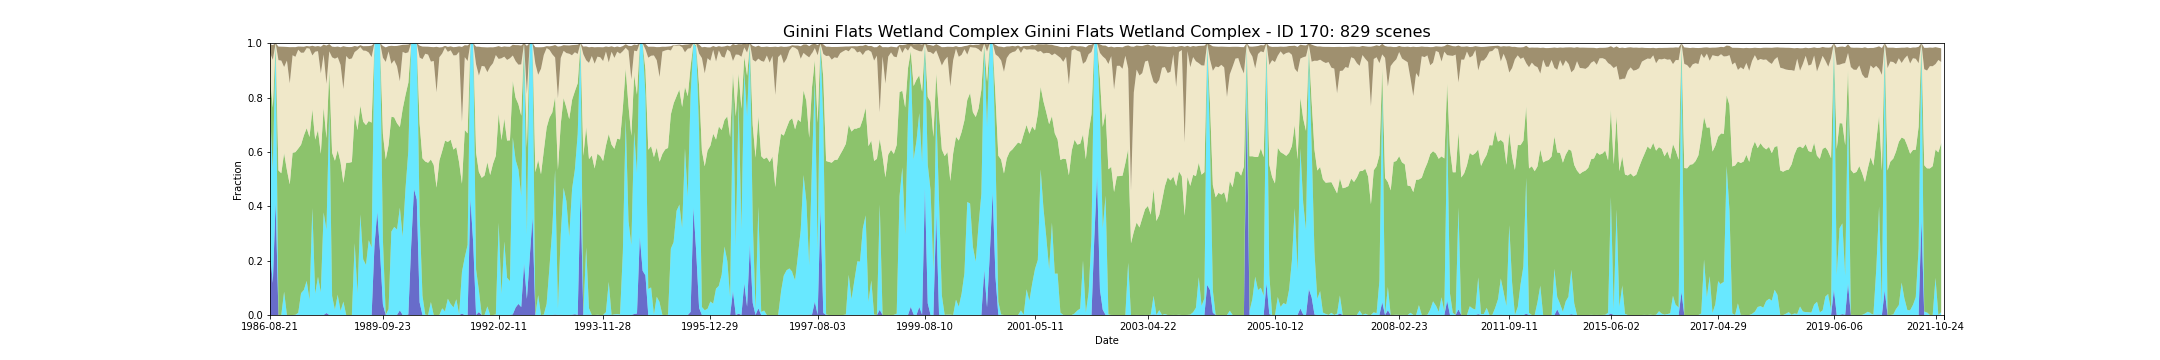 Ginini Flats Wetland Complex Ginini Flats Wetland Complex - ID 170: 829 scenes
1.0
0.8
0.6
0.4
0.2
0.0
Fraction
1986-08-21 1989-09-23 1992-02-11 1993-11-28 1995-12-29 1997-08-03 1999-08-10 2001-05-11 2003-04-22 2005-10-12 2008-02-23 2011-09-11 2015-06-02 2017-04-29 2019-06-06 2021-10-24
Date